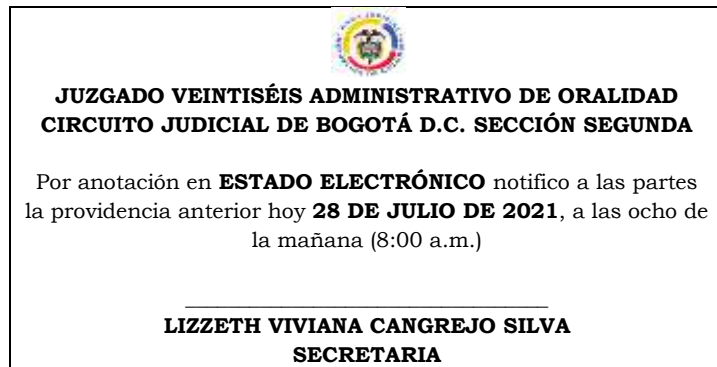 JUZGADO VEINTISÉIS ADMINISTRATIVO DE ORALIDAD
CIRCUITO JUDICIAL DE BOGOTÁ D.C. SECCIÓN SEGUNDA
Por anotación en ESTADO ELECTRÓNICO notifico a las partes
la providencia anterior hoy 28 DE JULIO DE 2021, a las ocho de
la mañana (8:00 a.m.)
LIZZETH VIVIANA CANGREJO SILVA
SECRETARIA